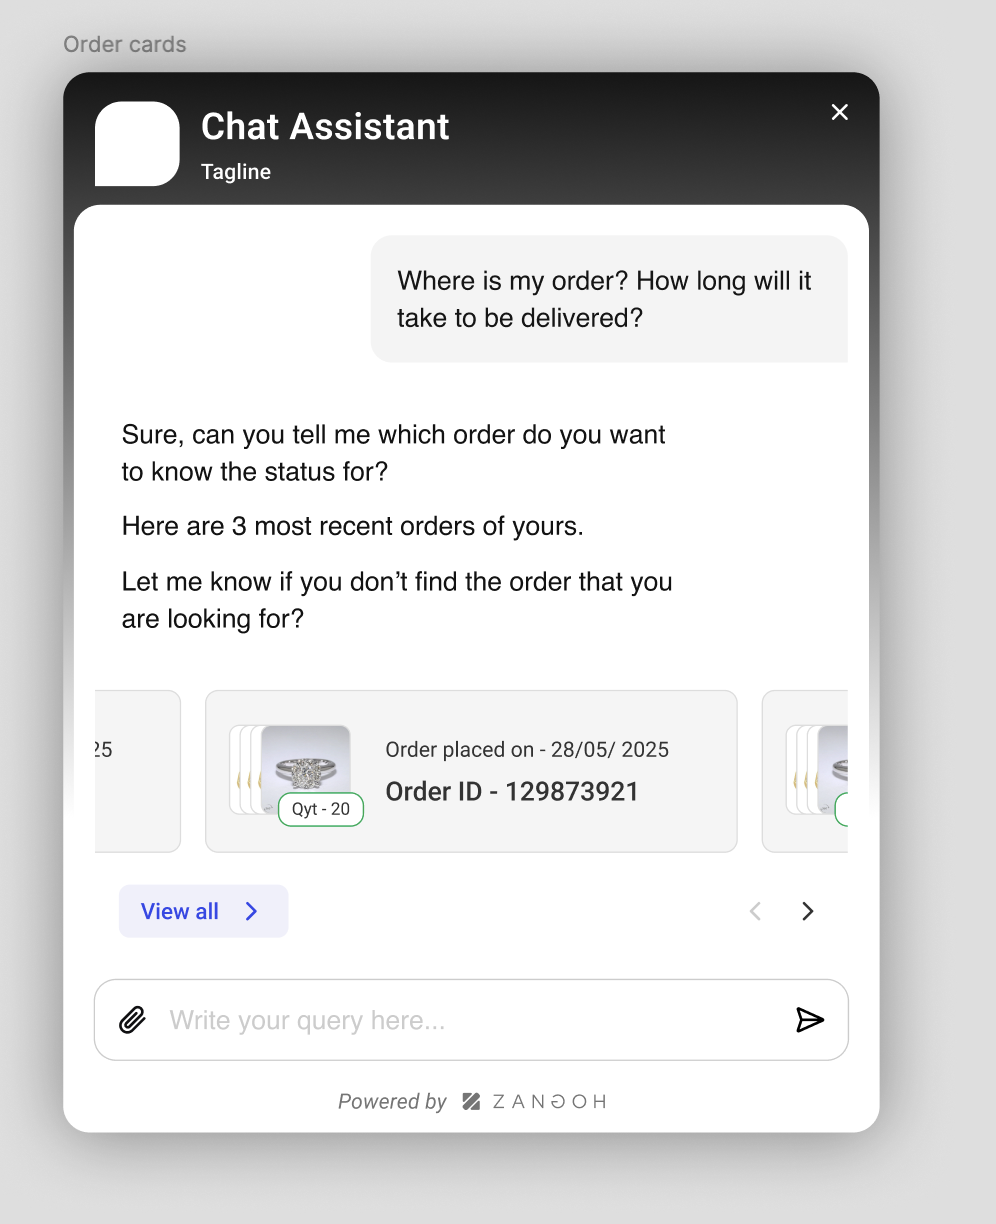 Order cards
Chat Assistant
Tagline
Where is my order? How long will it
take to be delivered?
Sure, can you tell me which order do you want
to know the status for?
Here are 3 most recent orders of yours.
Let me know if you don’t find the order that you
are looking for?
25
Order placed on - 28/05/ 2025
Order ID - 129873921
Qyt - 20
View all
Write your query here...
Powered by ZANGOH